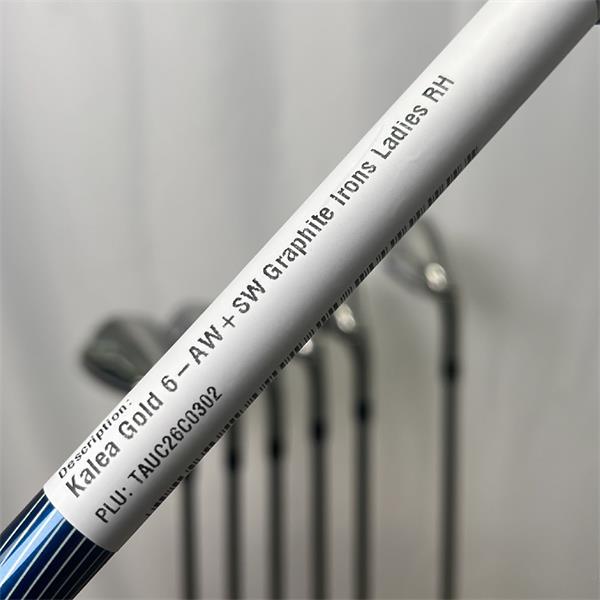 Description:
Kalea Gold 6-AW+SW Graphite Irons Ladies RH
PLU: TAUC26C0302